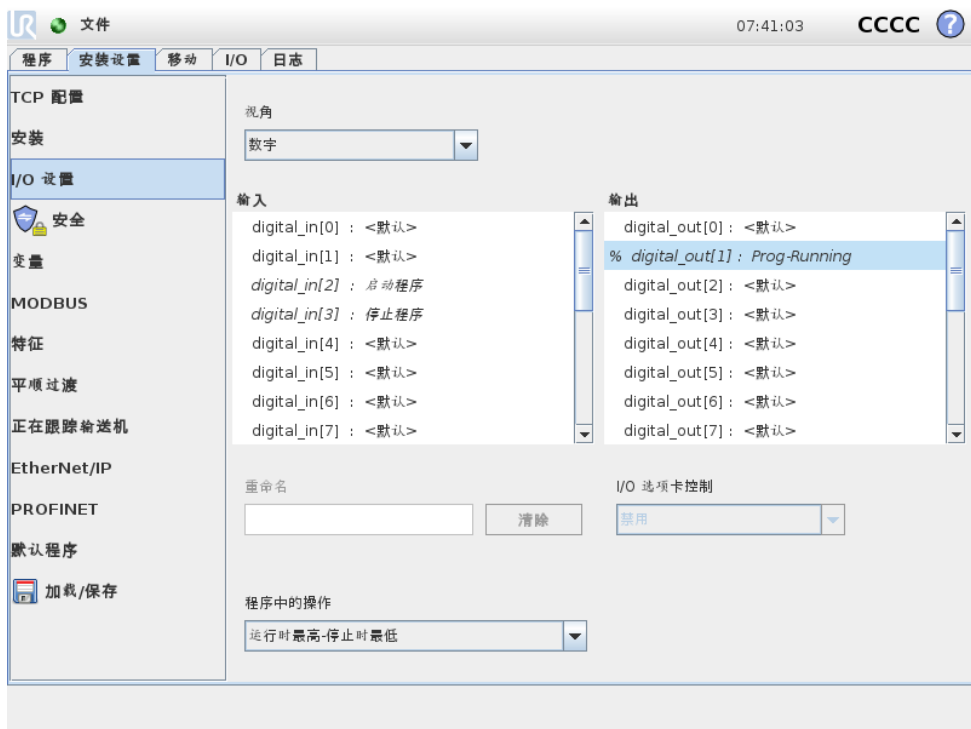 UR 文件 07:41:03 CCCC ?
程序 安装设置 移动 I/O 日志
TCP 配置
安装
I/O 设置
安全
变量
MODBUS
特征
平顺过渡
正在跟踪输送机
EtherNet/IP
PROFINET
默认程序
加载/保存
视角
数字
输入
digital_in[0] : <默认>
digital_in[1] : <默认>
digital_in[2] : 启动程序
digital_in[3] : 停止程序
digital_in[4] : <默认>
digital_in[5] : <默认>
digital_in[6] : <默认>
digital_in[7] : <默认>
输出
digital_out[0] : <默认>
% digital_out[1] : Prog-Running
digital_out[2] : <默认>
digital_out[3] : <默认>
digital_out[4] : <默认>
digital_out[5] : <默认>
digital_out[6] : <默认>
digital_out[7] : <默认>
重命名
清除
I/O 选项卡控制
禁用
程序中的操作
运行时最高-停止时最低